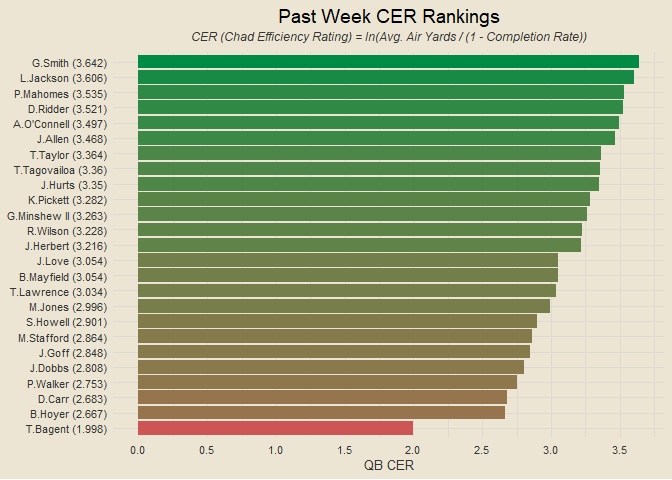 Past Week CER Rankings
CER (Chad Efficiency Rating) = ln(Avg. Air Yards / (1 - Completion Rate))
G.Smith (3.642)
L.Jackson (3.606)
P.Mahomes (3.535)
D.Ridder (3.521)
A.O'Connell (3.497)
J.Allen (3.468)
T.Taylor (3.364)
T.Tagovailoa (3.36)
J.Hurts (3.35)
K.Pickett (3.282)
G.Minshew II (3.263)
R.Wilson (3.228)
J.Herbert (3.216)
J.Love (3.054)
B.Mayfield (3.054)
T.Lawrence (3.034)
M.Jones (2.996)
S.Howell (2.901)
M.Stafford (2.864)
J.Goff (2.848)
J.Dobbs (2.808)
P.Walker (2.753)
D.Carr (2.683)
B.Hoyer (2.667)
T.Bagent (1.998)
0.0 0.5 1.0 1.5 2.0 2.5 3.0 3.5
QB CER